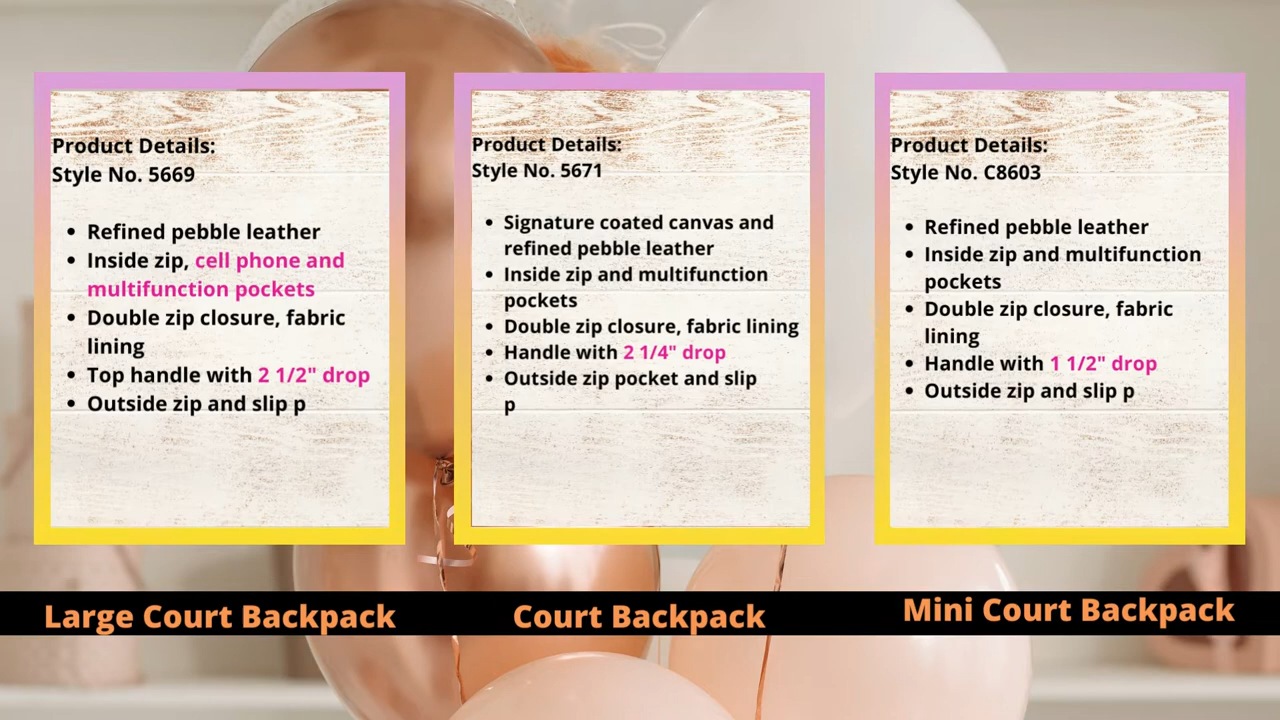 Product Details:
Style No. 5669
• Refined pebble leather
• Inside zip, cell phone and
multifunction pockets
• Double zip closure, fabric
lining
• Top handle with 2 1/2" drop
• Outside zip and slip p
Large Court Backpack
Product Details:
Style No. 5671
• Signature coated canvas and
refined pebble leather
• Inside zip and multifunction
pockets
• Double zip closure, fabric lining
• Handle with 2 1/4" drop
• Outside zip pocket and slip
p
Court Backpack
Product Details:
Style No. C8603
• Refined pebble leather
• Inside zip and multifunction
pockets
• Double zip closure, fabric
lining
• Handle with 1 1/2" drop
• Outside zip and slip p
Mini Court Backpack